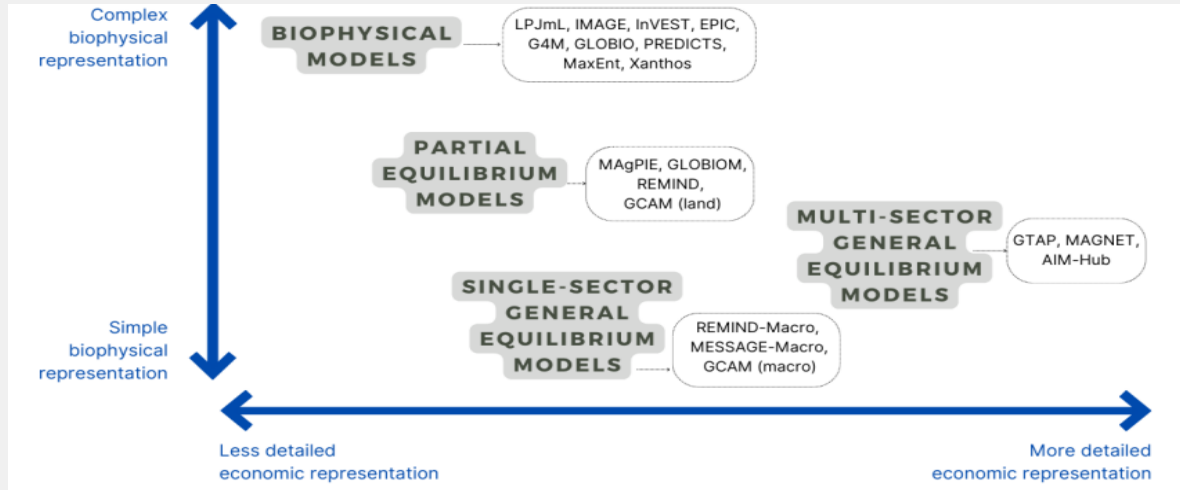 Complex
biophysical
representation
BIOPHYSICAL
MODELS
LPJmL, IMAGE, InVEST, EPIC,
G4M, GLOBIO, PREDICTS,
MaxEnt, Xanthos
PARTIAL
EQUILIBRIUM
MODELS
MAgPIE, GLOBIOM,
REMIND,
GCAM (land)
MULTI-SECTOR
GENERAL
EQUILIBRIUM
MODELS
GTAP, MAGNET,
AIM-Hub
SINGLE-SECTOR
GENERAL
EQUILIBRIUM
MODELS
REMIND-Macro,
MESSAGE-Macro,
GCAM (macro)
Simple
biophysical
representation
Less detailed
economic representation
More detailed
economic representation